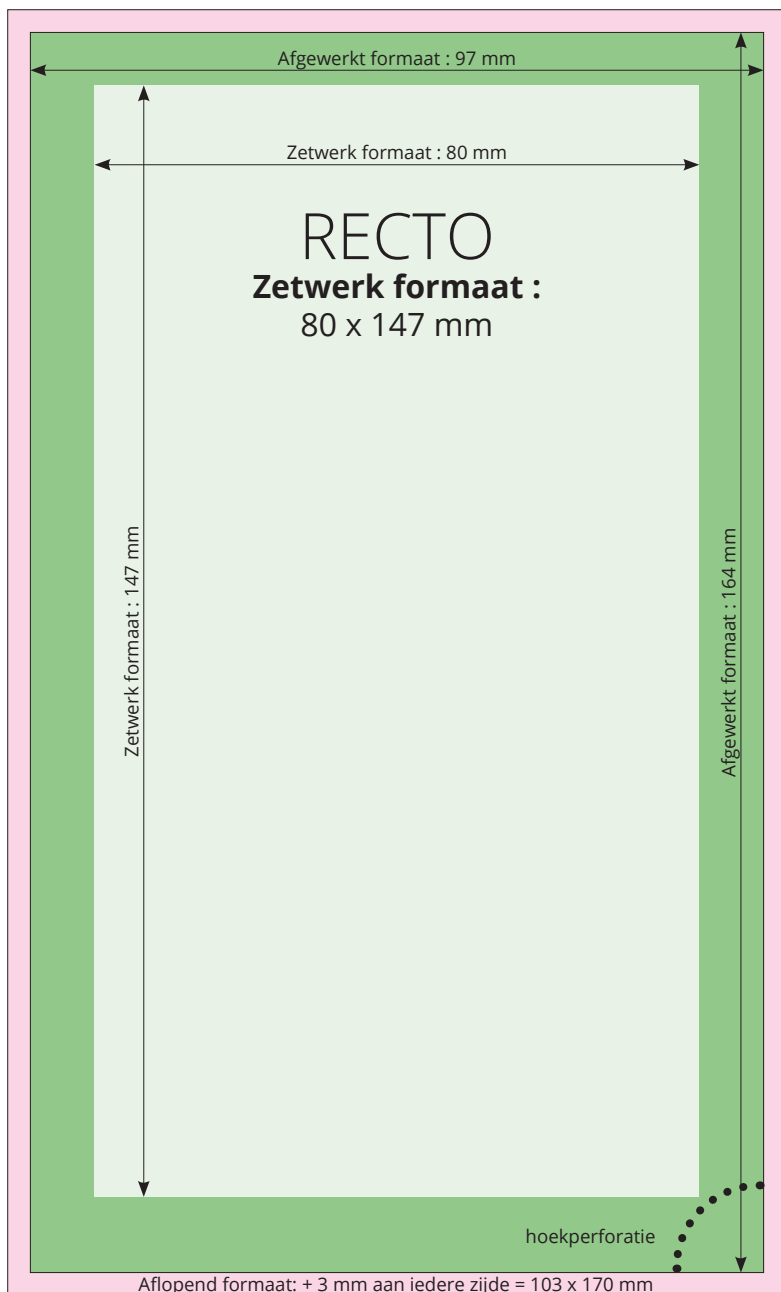 Afgewerkt formaat : 97 mm
Zetwerk formaat : 80 mm
RECTO
Zetwerk formaat :
80 x 147 mm
Zetwerk formaat : 147 mm
Afgewerkt formaat : 164 mm
hoekperforatie
Aflopend formaat: + 3 mm aan iedere zijde = 103 x 170 mm